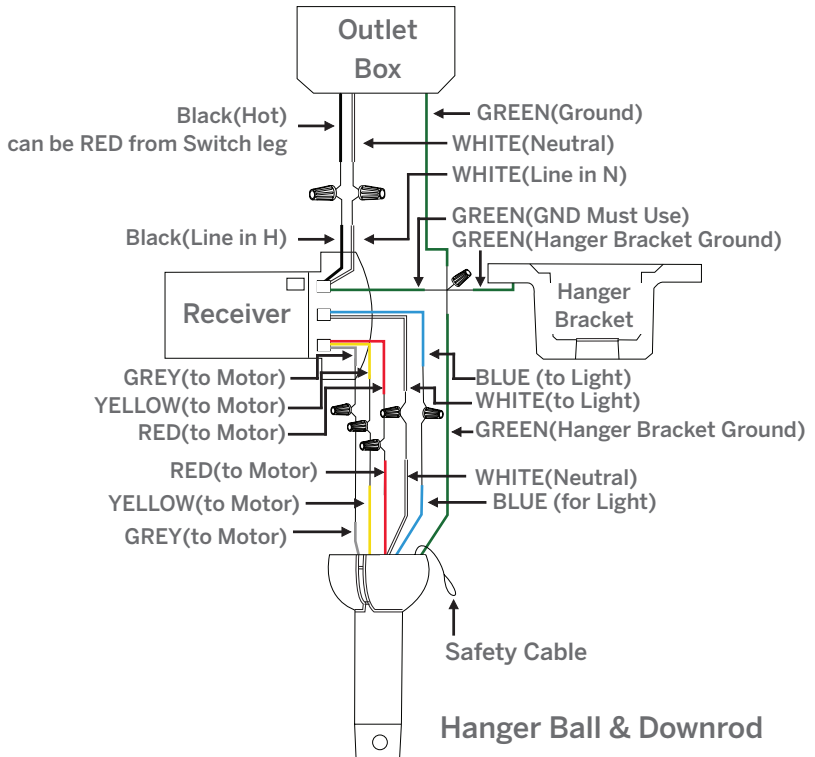 Outlet
Box
Black(Hot)
can be RED from Switch leg
GREEN(Ground)
WHITE(Neutral)
WHITE(Line in N)
GREEN(GND Must Use)
Black(Line in H)
GREEN(Hanger Bracket Ground)
Receiver
Hanger
Bracket
GREY(to Motor)
YELLOW(to Motor)
RED(to Motor)
BLUE (to Light)
WHITE(to Light)
GREEN(Hanger Bracket Ground)
RED(to Motor)
YELLOW(to Motor)
GREY(to Motor)
WHITE(Neutral)
BLUE (for Light)
Safety Cable
Hanger Ball & Downrod